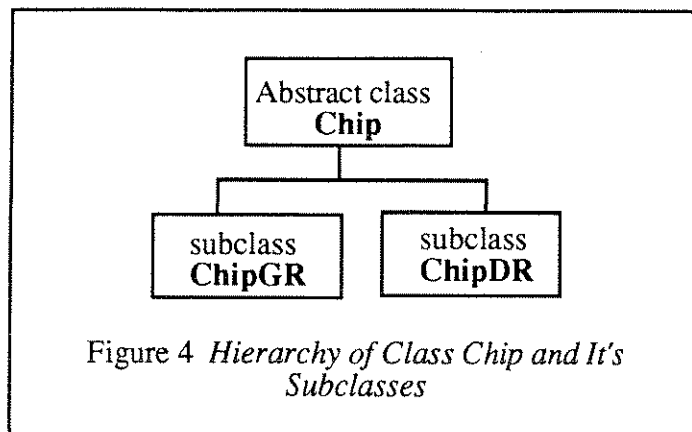 Abstract class
Chip
subclass
ChipGR
subclass
ChipDR
Figure 4 Hierarchy of Class Chip and It's
Subclasses